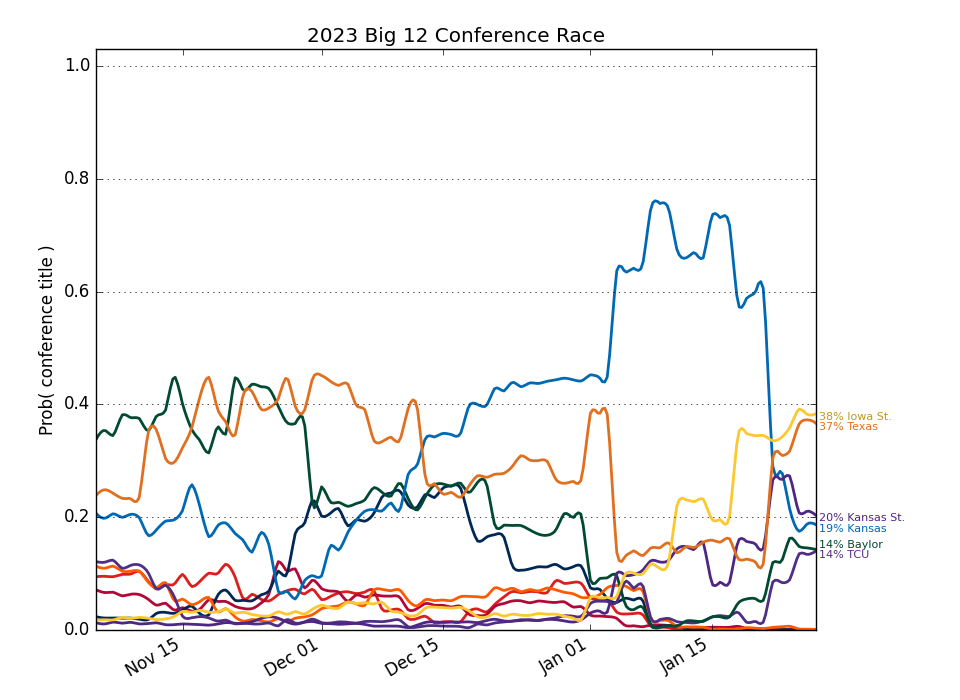 2023 Big 12 Conference Race
Prob( conference title )
1.0
0.8
0.6
0.4
0.2
0.0
Nov 15
Dec 01
Dec 15
Jan 01
Jan 15
38% Iowa St.
37% Texas
20% Kansas St.
19% Kansas
14% Baylor
14% TCU